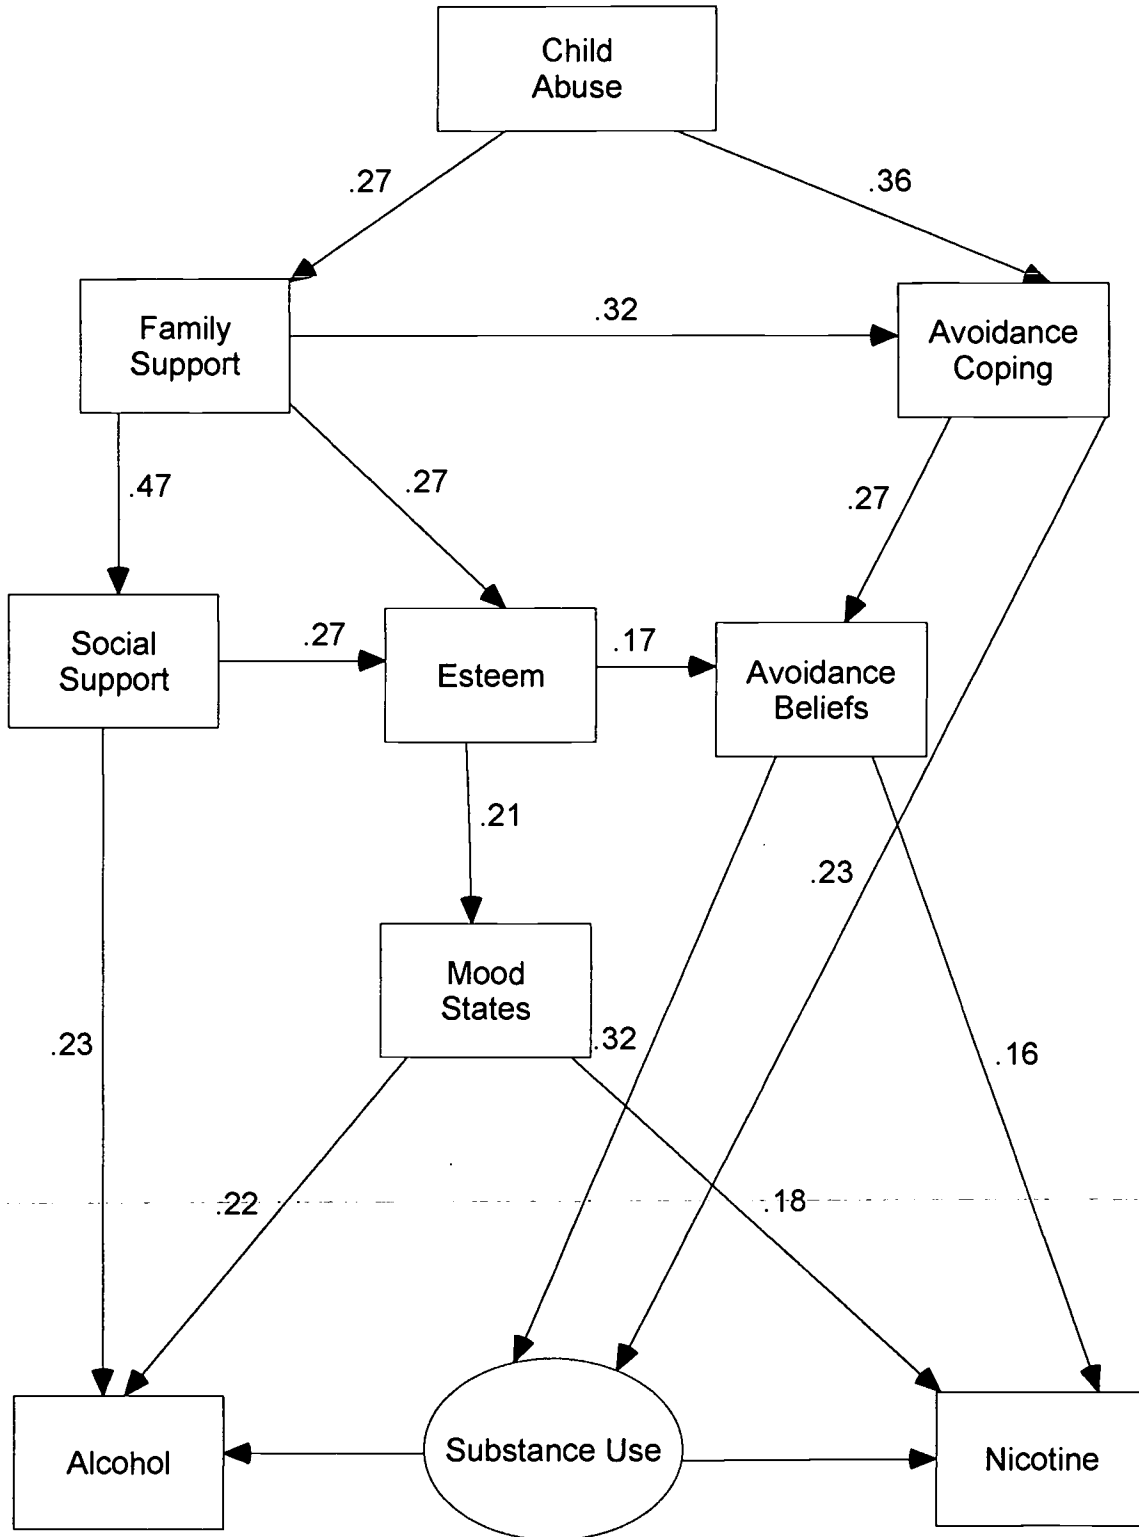 Child
Abuse
.27
.36
Family
Support
.32
Avoidance
Coping
.47
.27
.27
Social
Support
.27
Esteem
.17
Avoidance
Beliefs
.21
.23
Mood
States
.23
.32
.16
.22
.18
Alcohol
Substance Use
Nicotine